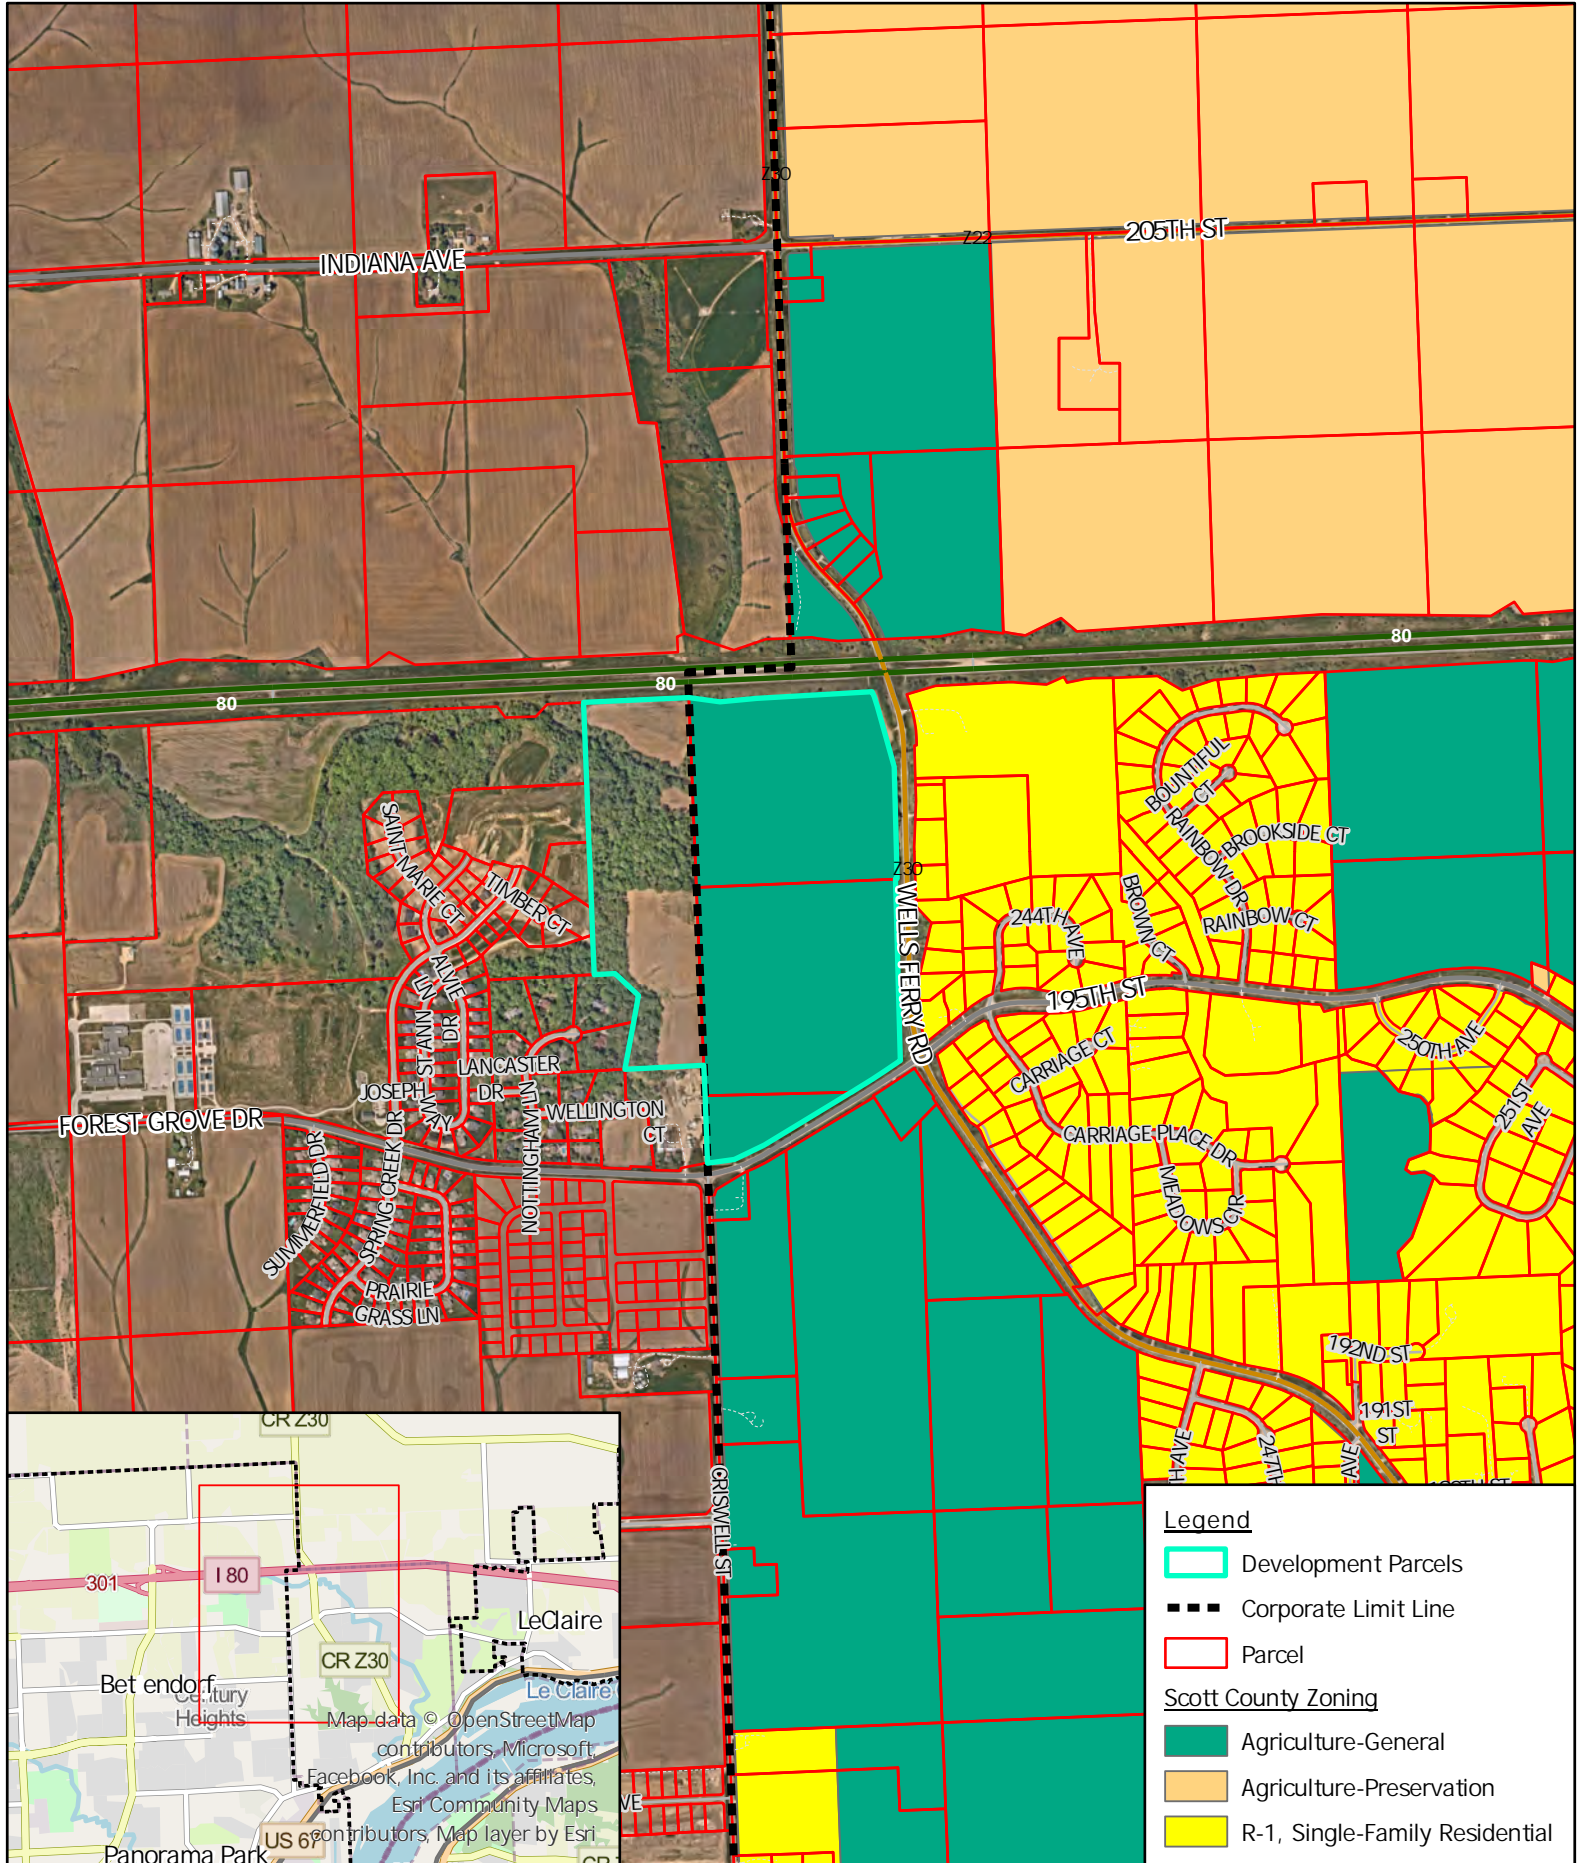 Z30
205TH ST
Z22
INDIANA AVE
80
80
80
BOUNTIFUL
CT
RAINBOW DR
BROOKSIDE CT
SAINT MARIE CT
TIMBER CT
Z30
WELLS FERRY RD
BROWN CT
244TH AVE
RAINBOW CT
ALVIE
DR
ST ANN
LN
195TH ST
250TH AVE
CARRIAGE CT
LANCASTER
DR
JOSEPH
WAY
251ST
AVE
FOREST GROVE DR
WELLINGTON
CT
NOTTINGHAM LN
CARRIAGE PLACE DR
SUMMERFIELD DR
SPRING CREEK DR
MEADOWS CIR
PRAIRIE
GRASS LN
192ND ST
191ST
ST
H AVE
247TH
AVE
CRISWELL ST
VE
CR Z30
301
I 80
LeClaire
CR Z30
Bet endorf
Century
Heights
Le Claire
Map data © OpenStreetMap
contributors, Microsoft,
Facebook, Inc. and its affiliates,
Esri Community Maps
contributors, Map layer by Esri
US 67
Panorama Park
Legend
Development Parcels
Corporate Limit Line
Parcel
Scott County Zoning
Agriculture-General
Agriculture-Preservation
R-1, Single-Family Residential